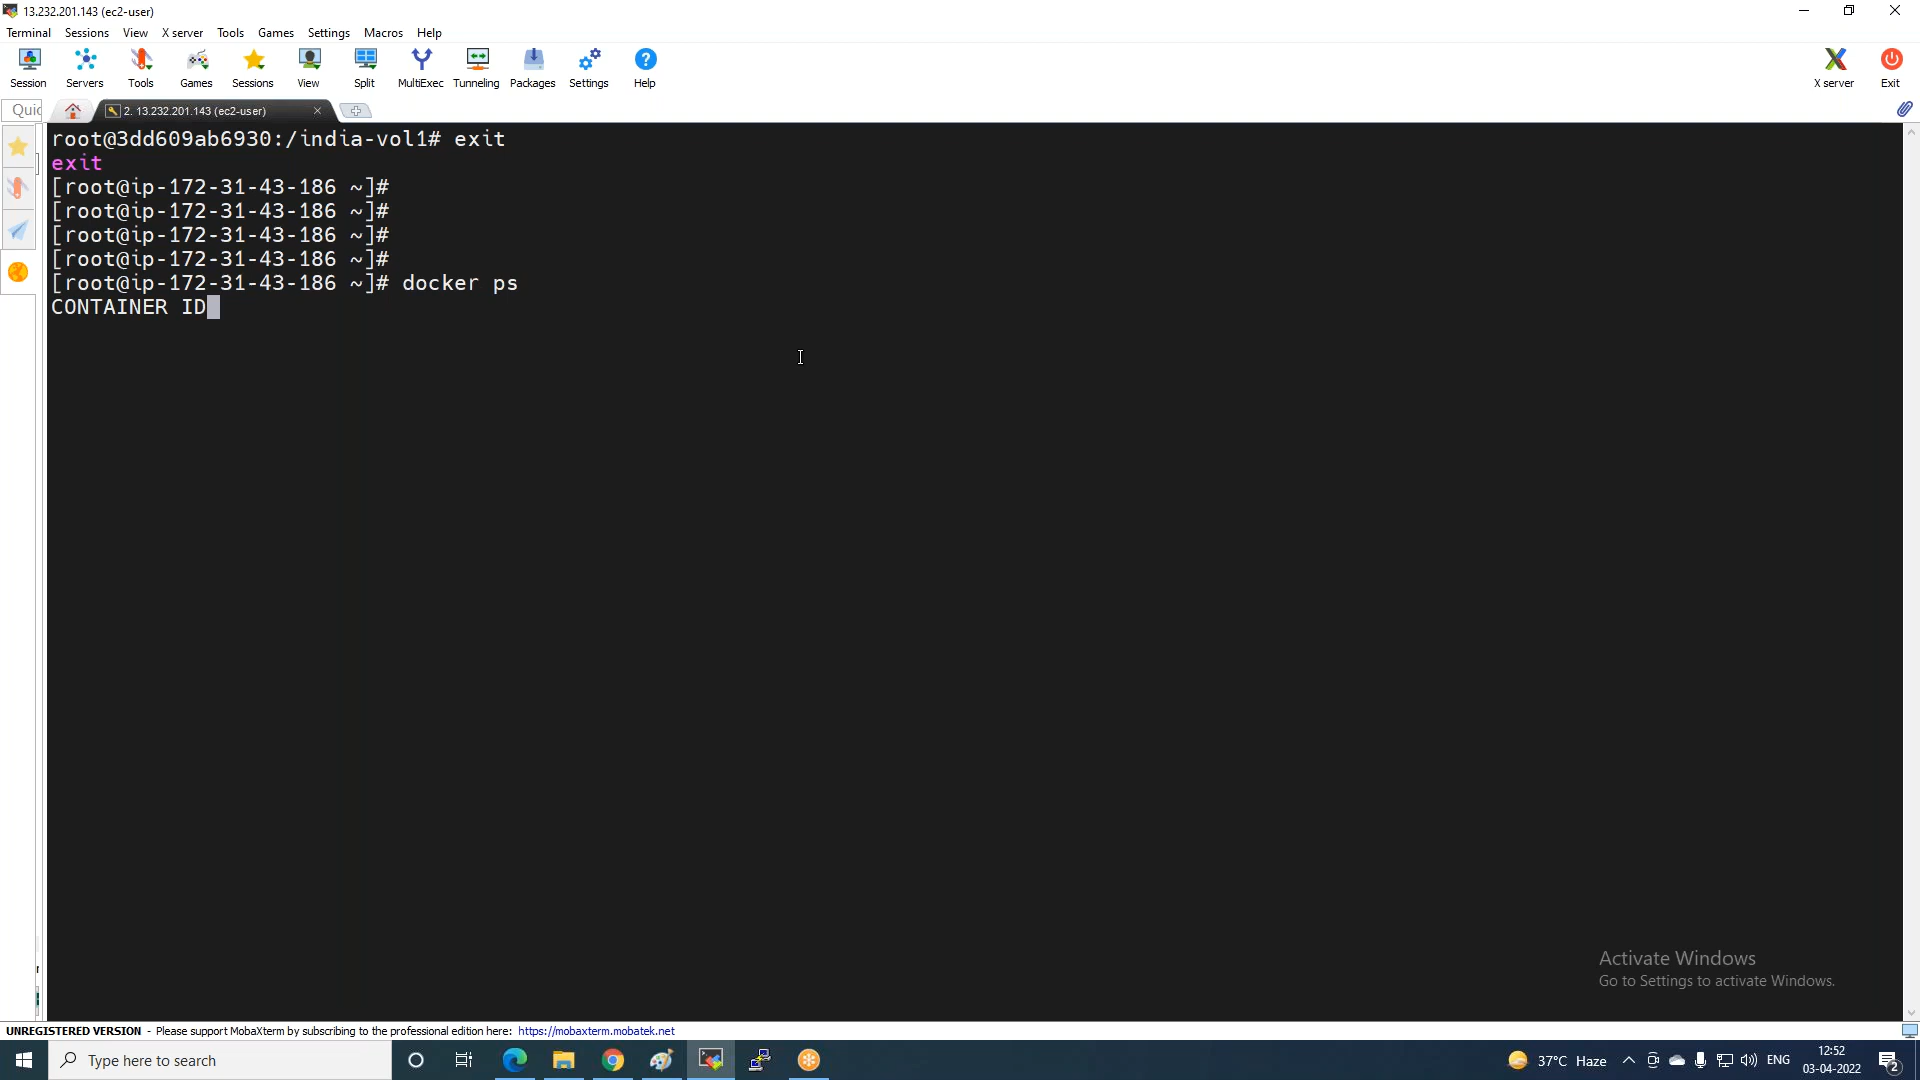 13.232.201.143 (ec2-user)
Terminal Sessions View X server Tools Games Settings Macros Help
Session Servers Tools Games Sessions View Split MultiExec Tunneling Packages Settings Help X server Exit
Quic 2. 13.232.201.143 (ec2-user)
root@3dd609ab6930:/india-vol1# exit
exit
[root@ip-172-31-43-186 ~]#
[root@ip-172-31-43-186 ~]#
[root@ip-172-31-43-186 ~]#
[root@ip-172-31-43-186 ~]#
[root@ip-172-31-43-186 ~]# docker ps
CONTAINER ID
Activate Windows
Go to Settings to activate Windows.
UNREGISTERED VERSION - Please support MobaXterm by subscribing to the professional edition here: https://mobaxterm.mobatek.net
Type here to search
37°C Haze
ENG
12:52
03-04-2022
2